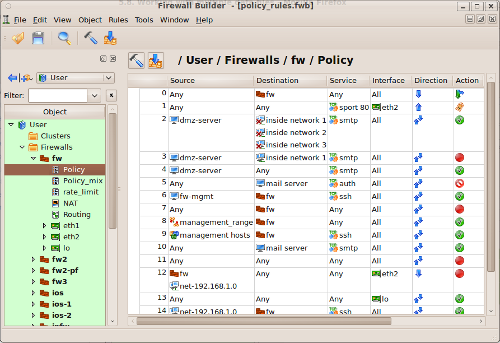 Firewall Builder - [policy_rules.fwb]
File Edit View Object Rules Tools Window Help
/ User / Firewalls / fw / Policy
User
Filter:
Object
User
Clusters
Firewalls
fw
Policy
Policy_mix
rate_limit
NAT
Routing
eth1
eth2
lo
fw2
fw2-pf
fw3
ios
ios-1
ios-2
Source Destination Service Interface Direction Action
0 Any fw Any All
1 Any Any sport 80 eth2
2 dmz-server inside network 1 smtp All
inside network 2
inside network 3
3 dmz-server inside network 1 smtp All
4 dmz-server Any smtp All
5 Any mail server auth All
6 fw-mgmt fw ssh All
7 Any fw Any All
8 management_range fw ssh All
9 management hosts fw ssh All
10 Any mail server smtp All
11 Any Any Any All
12 fw Any Any eth2
net-192.168.1.0
13 Any Any Any lo All
14 net-192.168.1.0 fw ssh All